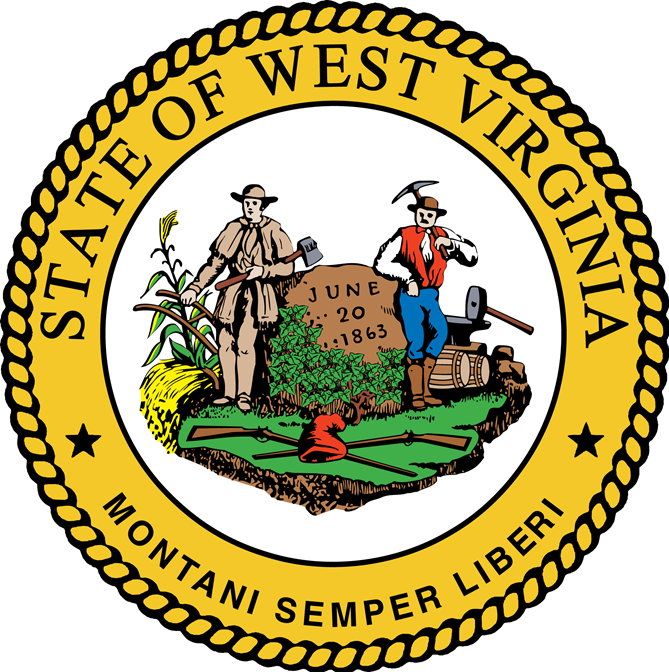 STATE OF WEST VIRGINIA
JUNE
20
1863
MONTANI SEMPER LIBERI